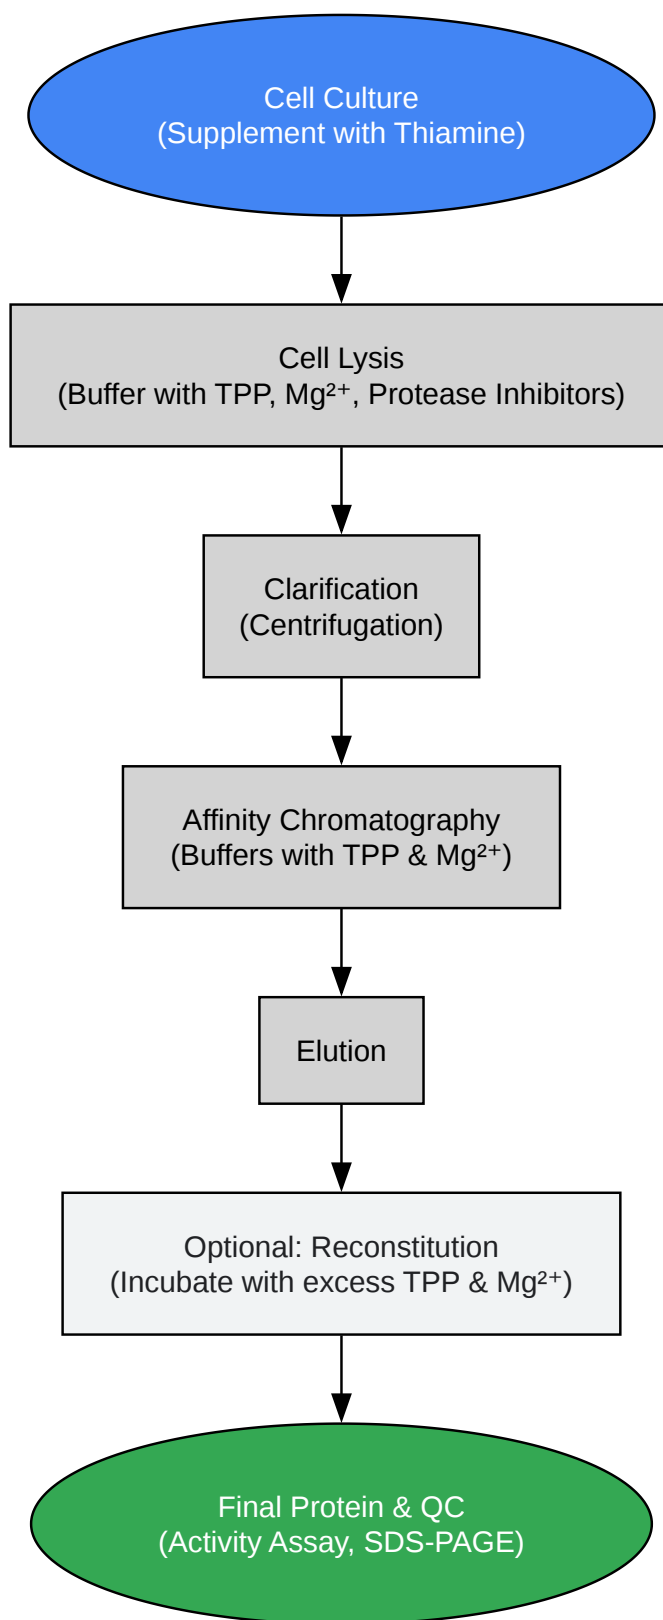 Cell Culture
(Supplement with Thiamine)
Cell Lysis
(Buffer with TPP, Mg²⁺, Protease Inhibitors)
Clarification
(Centrifugation)
Affinity Chromatography
(Buffers with TPP & Mg²⁺)
Elution
Optional: Reconstitution
(Incubate with excess TPP & Mg²⁺)
Final Protein & QC
(Activity Assay, SDS-PAGE)